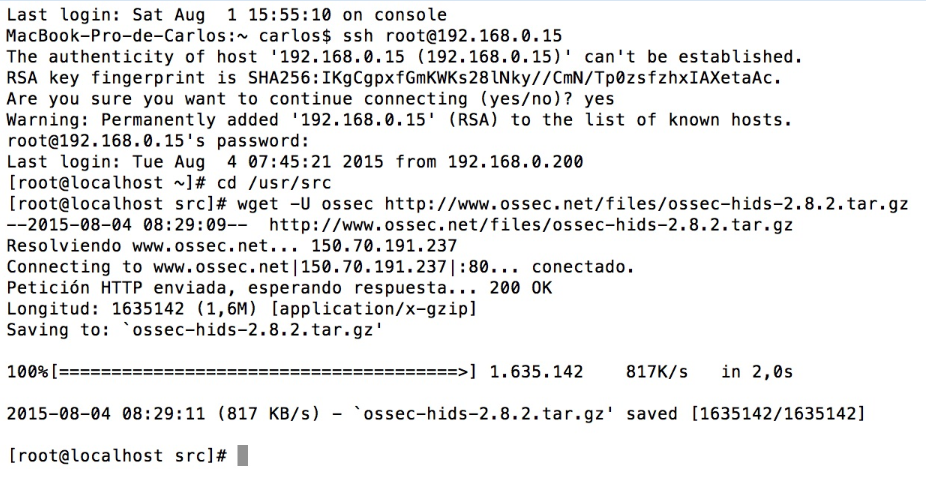 Last login: Sat Aug  1 15:55:10 on console
MacBook-Pro-de-Carlos:~ carlos$ ssh root@192.168.0.15
The authenticity of host '192.168.0.15 (192.168.0.15)' can't be established.
RSA key fingerprint is SHA256:IKgCgpxfGmKWKs28lNky//CmN/Tp0zsfzhxIAXetaAc.
Are you sure you want to continue connecting (yes/no)? yes
Warning: Permanently added '192.168.0.15' (RSA) to the list of known hosts.
root@192.168.0.15's password:
Last login: Tue Aug  4 07:45:21 2015 from 192.168.0.200
[root@localhost ~]# cd /usr/src
[root@localhost src]# wget -U ossec http://www.ossec.net/files/ossec-hids-2.8.2.tar.gz
--2015-08-04 08:29:09--  http://www.ossec.net/files/ossec-hids-2.8.2.tar.gz
Resolviendo www.ossec.net... 150.70.191.237
Connecting to www.ossec.net|150.70.191.237|:80... conectado.
Petición HTTP enviada, esperando respuesta... 200 OK
Longitud: 1635142 (1,6M) [application/x-gzip]
Saving to: `ossec-hids-2.8.2.tar.gz'
100%[======================================>] 1.635.142    817K/s   in 2,0s
2015-08-04 08:29:11 (817 KB/s) - `ossec-hids-2.8.2.tar.gz' saved [1635142/1635142]
[root@localhost src]#